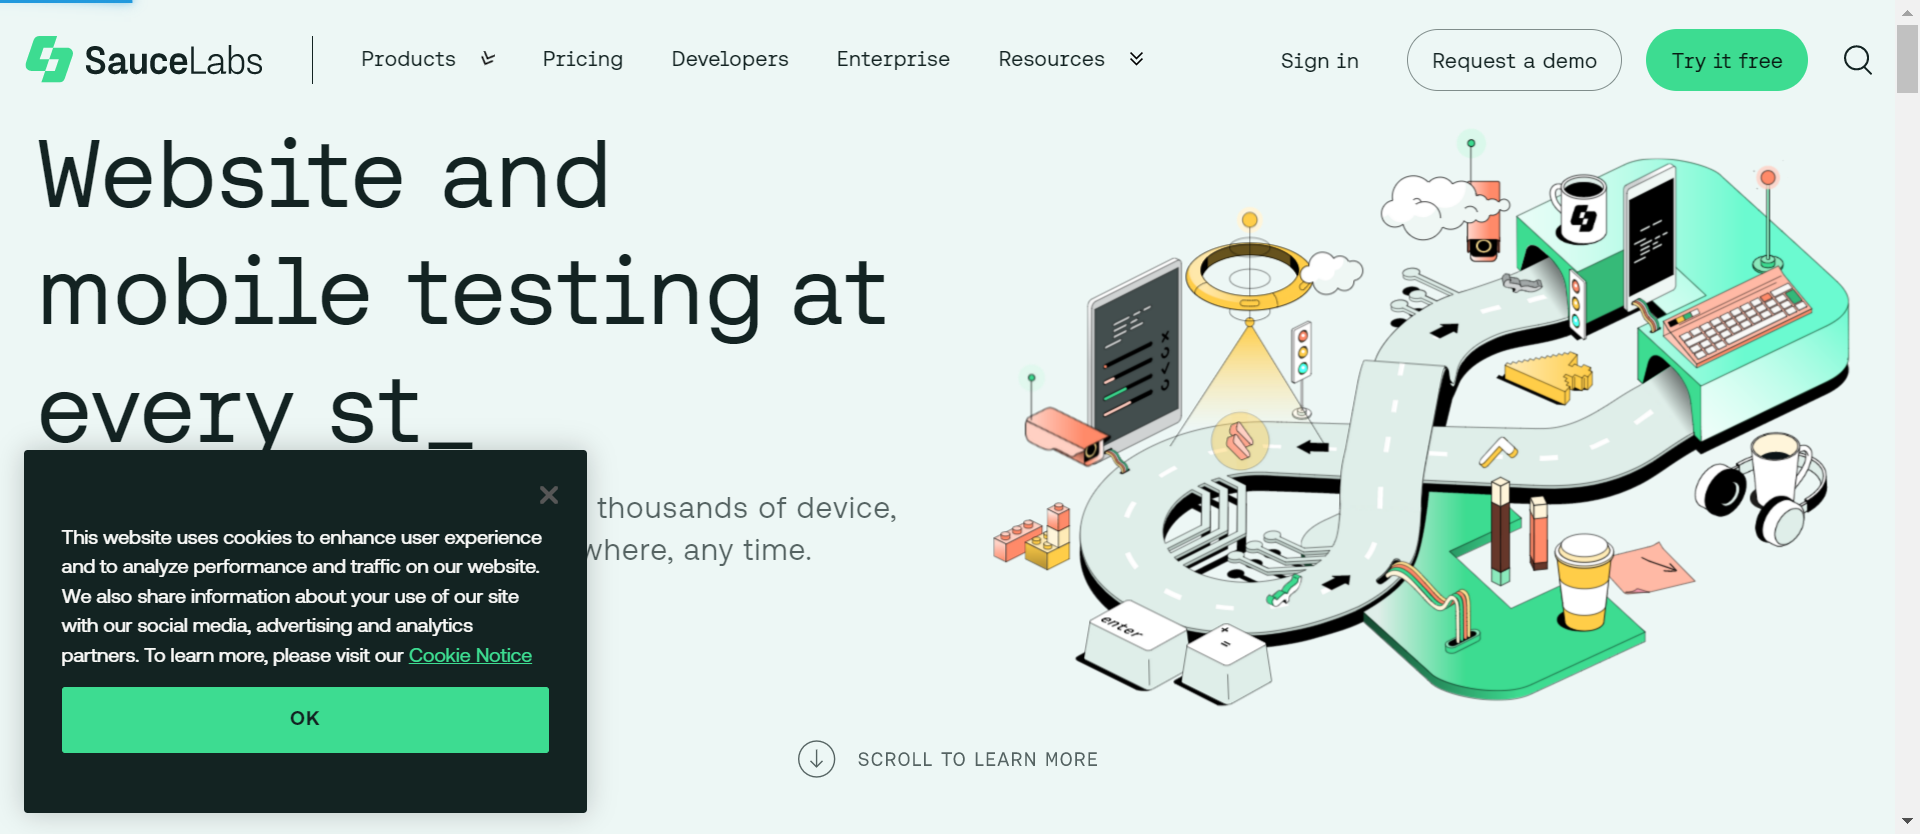 SauceLabs
Products
Pricing
Developers
Enterprise
Resources
Sign in
Request a demo
Try it free
Website and
mobile testing at
every st_
thousands of device,
where, any time.
This website uses cookies to enhance user experience
and to analyze performance and traffic on our website.
We also share information about your use of our site
with our social media, advertising and analytics
partners. To learn more, please visit our Cookie Notice
OK
enter
+
=
SCROLL TO LEARN MORE